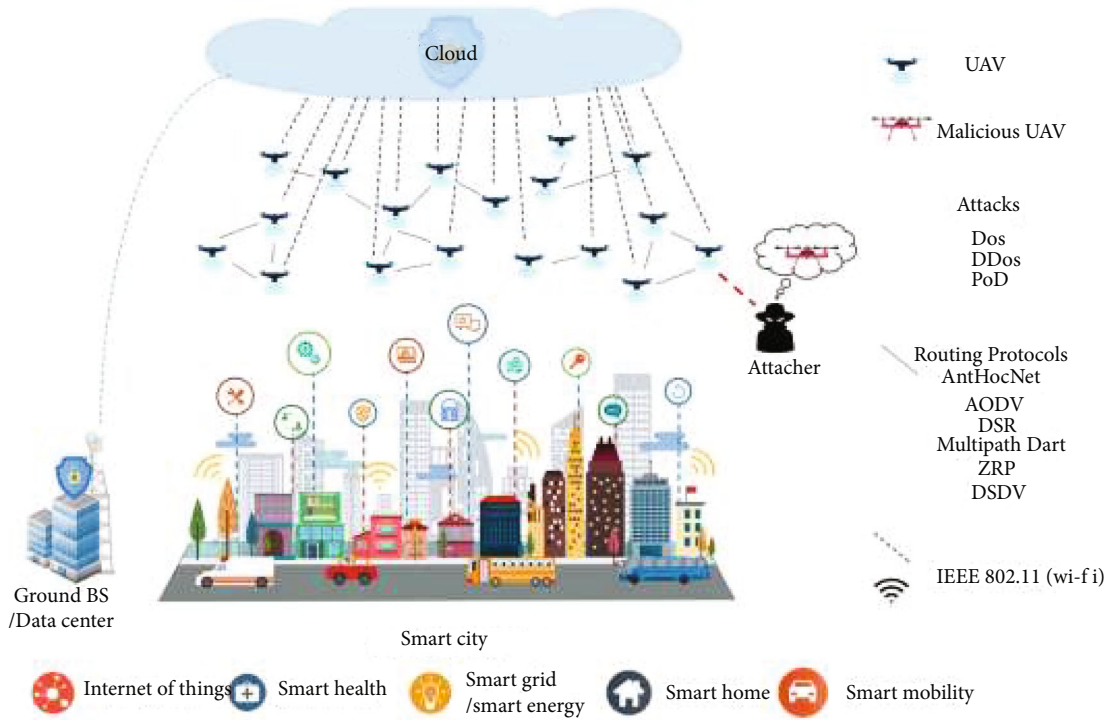 Cloud
UAV
Malicious UAV
Attacks
Dos
DDos
PoD
Attacher
Routing Protocols
AntHocNet
AODV
DSR
Multipath Dart
ZRP
DSDV
IEEE 802.11 (wi-f i)
Ground BS
/Data center
Smart city
Internet of things
Smart health
Smart grid
/smart energy
Smart home
Smart mobility